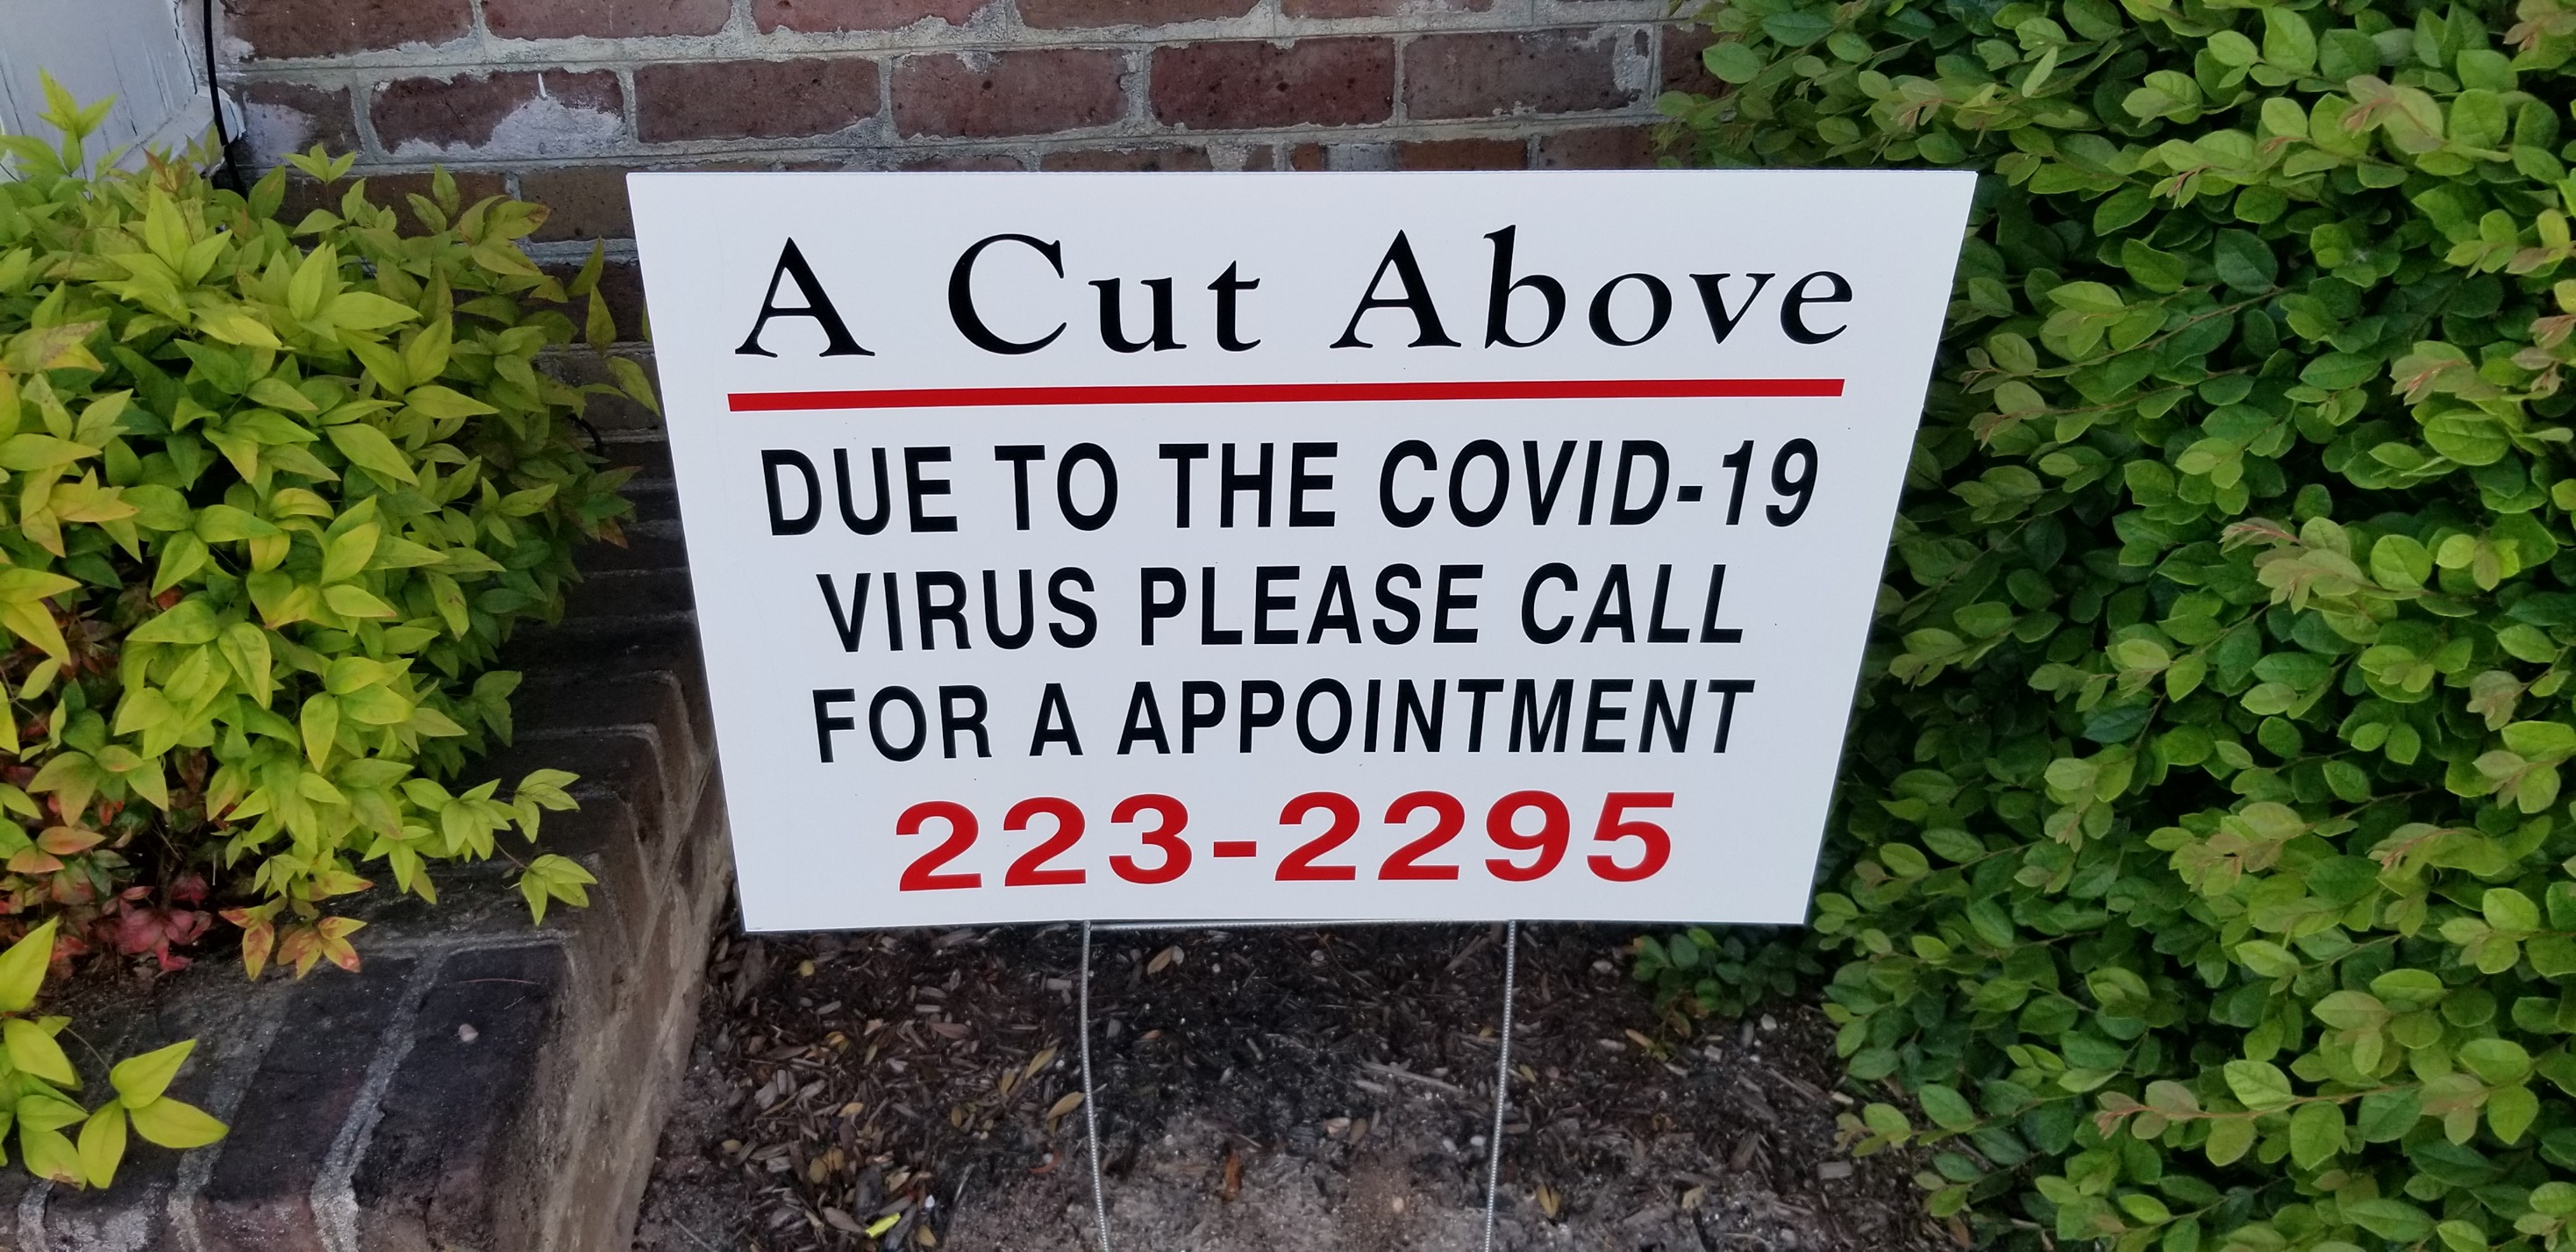 A Cut Above
DUE TO THE COVID-19
VIRUS PLEASE CALL
FOR A APPOINTMENT
223-2295